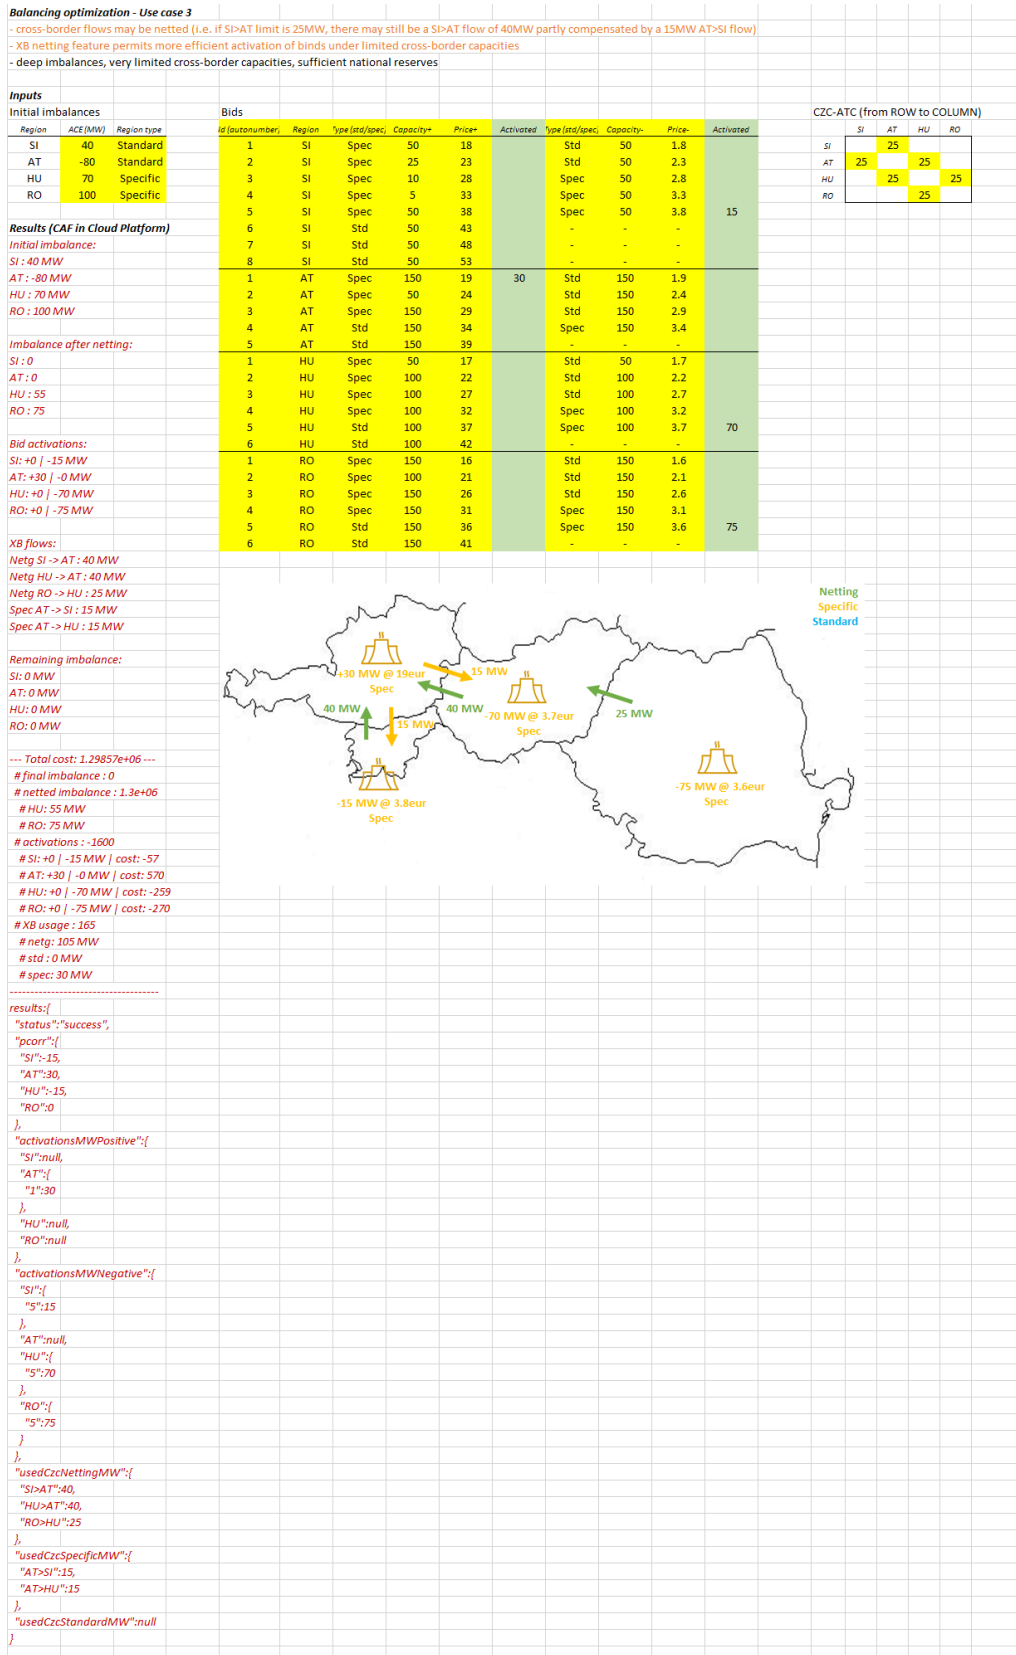 Balancing optimization - Use case 3
- cross-border flows may be netted (i.e. if SI>AT limit is 25MW, there may still be a SI>AT flow of 40MW partly compensated by a 15MW AT>SI flow)
- XB netting feature permits more efficient activation of binds under limited cross-border capacities
- deep imbalances, very limited cross-border capacities, sufficient national reserves
Inputs
Initial imbalances
Region ACE (MW) Region type
SI 40 Standard
AT -80 Standard
HU 70 Specific
RO 100 Specific
Bids
Id (autonumber) Region Type (std/spec) Capacity+ Price+ Activated Type (std/spec) Capacity- Price- Activated
1 SI Spec 50 18 Std 50 1.8
2 SI Spec 25 23 Std 50 2.3
3 SI Spec 10 28 Spec 50 2.8
4 SI Spec 5 33 Spec 50 3.3
5 SI Spec 50 38 Spec 50 3.8 15
6 SI Std 50 43 - - -
7 SI Std 50 48 - - -
8 SI Std 50 53 - - -
1 AT Spec 150 19 30 Std 150 1.9
2 AT Spec 50 24 Std 150 2.4
3 AT Spec 150 29 Std 150 2.9
4 AT Std 150 34 Spec 150 3.4
5 AT Std 150 39 - - -
1 HU Spec 50 17 Std 50 1.7
2 HU Spec 100 22 Std 100 2.2
3 HU Spec 100 27 Std 100 2.7
4 HU Spec 100 32 Spec 100 3.2
5 HU Std 100 37 Spec 100 3.7 70
6 HU Std 100 42 - - -
1 RO Spec 150 16 Std 150 1.6
2 RO Spec 100 21 Std 150 2.1
3 RO Spec 150 26 Std 150 2.6
4 RO Spec 150 31 Spec 150 3.1
5 RO Std 150 36 Spec 150 3.6 75
6 RO Std 150 41 - - -
CZC-ATC (from ROW to COLUMN)
SI AT HU RO
SI 25
AT 25 25
HU 25 25
RO 25
Results (CAF in Cloud Platform)
Initial imbalance:
SI : 40 MW
AT : -80 MW
HU : 70 MW
RO : 100 MW
Imbalance after netting:
SI : 0
AT : 0
HU : 55
RO : 75
Bid activations:
SI: +0 | -15 MW
AT: +30 | -0 MW
HU: +0 | -70 MW
RO: +0 | -75 MW
XB flows:
Netg SI -> AT : 40 MW
Netg HU -> AT : 40 MW
Netg RO -> HU : 25 MW
Spec AT -> SI : 15 MW
Spec AT -> HU : 15 MW
Remaining imbalance:
SI: 0 MW
AT: 0 MW
HU: 0 MW
RO: 0 MW
--- Total cost: 1.29857e+06 ---
# final imbalance : 0
# netted imbalance : 1.3e+06
# HU: 55 MW
# RO: 75 MW
# activations : -1600
# SI: +0 | -15 MW | cost: -57
# AT: +30 | -0 MW | cost: 570
# HU: +0 | -70 MW | cost: -259
# RO: +0 | -75 MW | cost: -270
# XB usage : 165
# netg: 105 MW
# std : 0 MW
# spec: 30 MW
-------------------------------------
results:{
"status":"success",
"pcorr":{
"SI":-15,
"AT":30,
"HU":-15,
"RO":0
},
"activationsMWPositive":{
"SI":null,
"AT":{
"1":30
},
"HU":null,
"RO":null
},
"activationsMWNegative":{
"SI":{
"5":15
},
"AT":null,
"HU":{
"5":70
},
"RO":{
"5":75
}
},
"usedCzcNettingMW":{
"SI>AT":40,
"HU>AT":40,
"RO>HU":25
},
"usedCzcSpecificMW":{
"AT>SI":15,
"AT>HU":15
},
"usedCzcStandardMW":null
}
Netting
Specific
Standard
+30 MW @ 19eur
Spec
15 MW
40 MW
15 MW
40 MW
-70 MW @ 3.7eur
Spec
25 MW
-15 MW @ 3.8eur
Spec
-75 MW @ 3.6eur
Spec